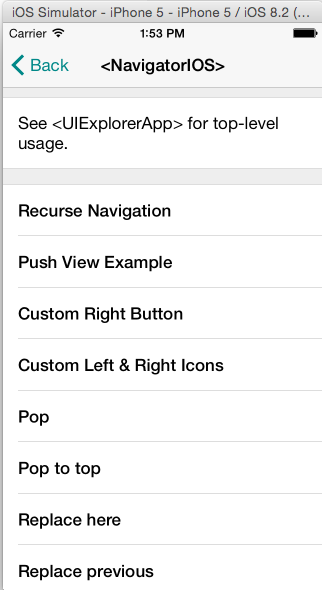 iOS Simulator - iPhone 5 - iPhone 5 / iOS 8.2 (...
Carrier 1:53 PM
Back <NavigatorIOS>
See <UIExplorerApp> for top-level
usage.
Recurse Navigation
Push View Example
Custom Right Button
Custom Left & Right Icons
Pop
Pop to top
Replace here
Replace previous